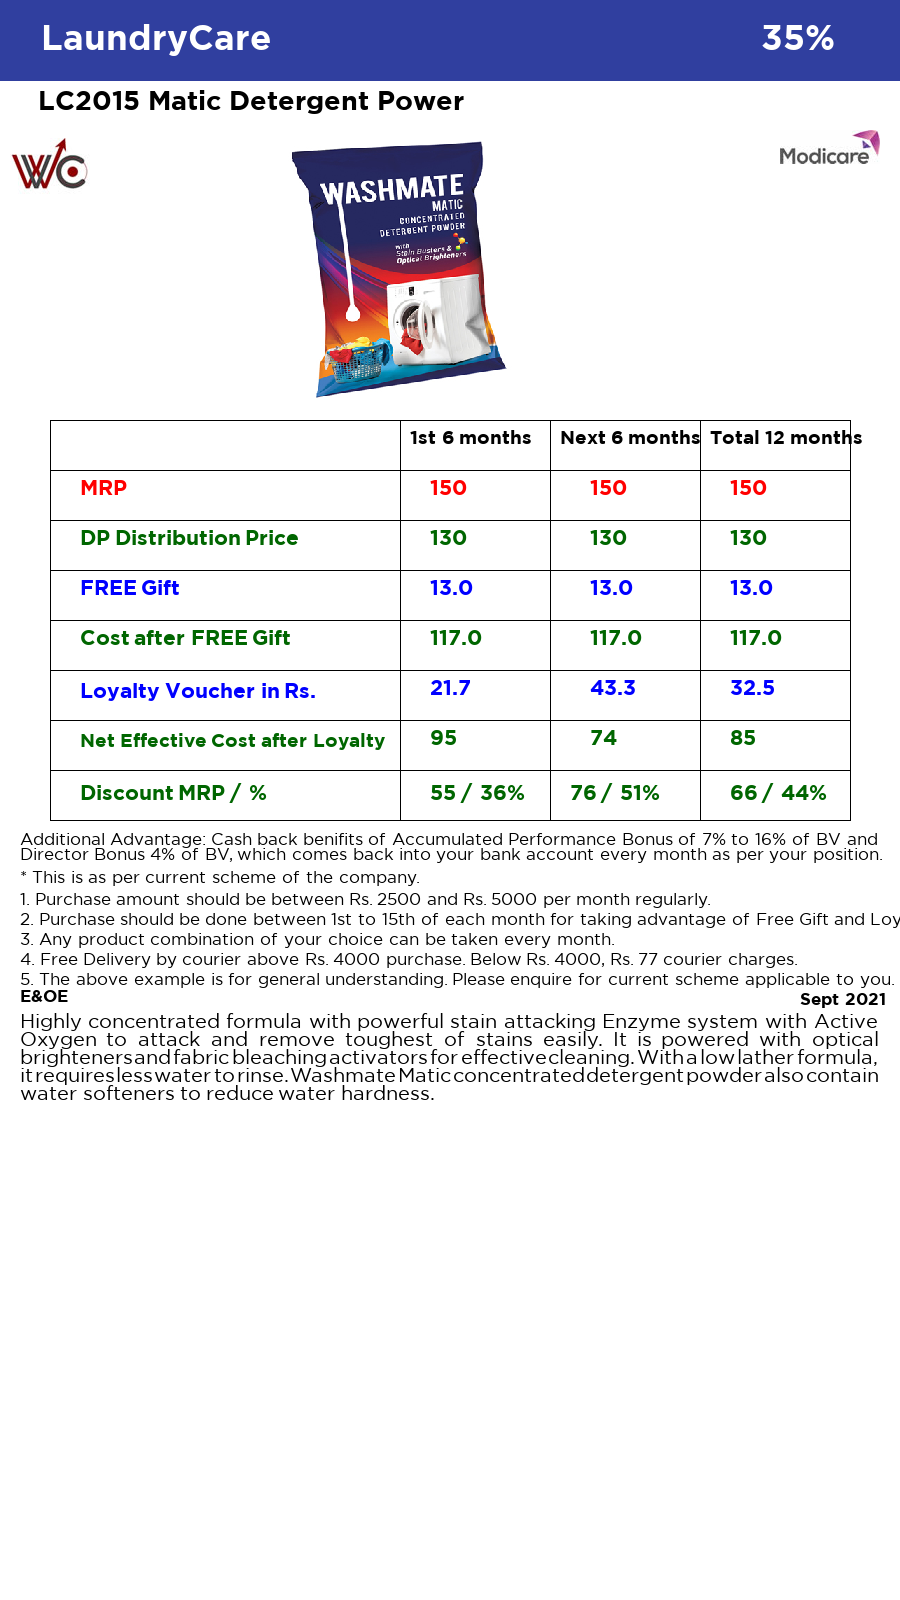 LaundryCare 35%
LC2015 Matic Detergent Power
WC
Modicare
WASHMATE
MATIC
CONCENTRATED
DETERGENT POWDER
with
Stain Busters &
Optical Brighteners
1st 6 months Next 6 months Total 12 months
MRP 150 150 150
DP Distribution Price 130 130 130
FREE Gift 13.0 13.0 13.0
Cost after FREE Gift 117.0 117.0 117.0
Loyalty Voucher in Rs. 21.7 43.3 32.5
Net Effective Cost after Loyalty 95 74 85
Discount MRP / % 55 / 36% 76 / 51% 66 / 44%
Additional Advantage: Cash back benifits of Accumulated Performance Bonus of 7% to 16% of BV and
Director Bonus 4% of BV, which comes back into your bank account every month as per your position.
* This is as per current scheme of the company.
1. Purchase amount should be between Rs. 2500 and Rs. 5000 per month regularly.
2. Purchase should be done between 1st to 15th of each month for taking advantage of Free Gift and Loy
3. Any product combination of your choice can be taken every month.
4. Free Delivery by courier above Rs. 4000 purchase. Below Rs. 4000, Rs. 77 courier charges.
5. The above example is for general understanding. Please enquire for current scheme applicable to you.
E&OE Sept 2021
Highly concentrated formula with powerful stain attacking Enzyme system with Active
Oxygen to attack and remove toughest of stains easily. It is powered with optical
brighteners and fabric bleaching activators for effective cleaning. With a low lather formula,
it requires less water to rinse. Washmate Matic concentrated detergent powder also contain
water softeners to reduce water hardness.